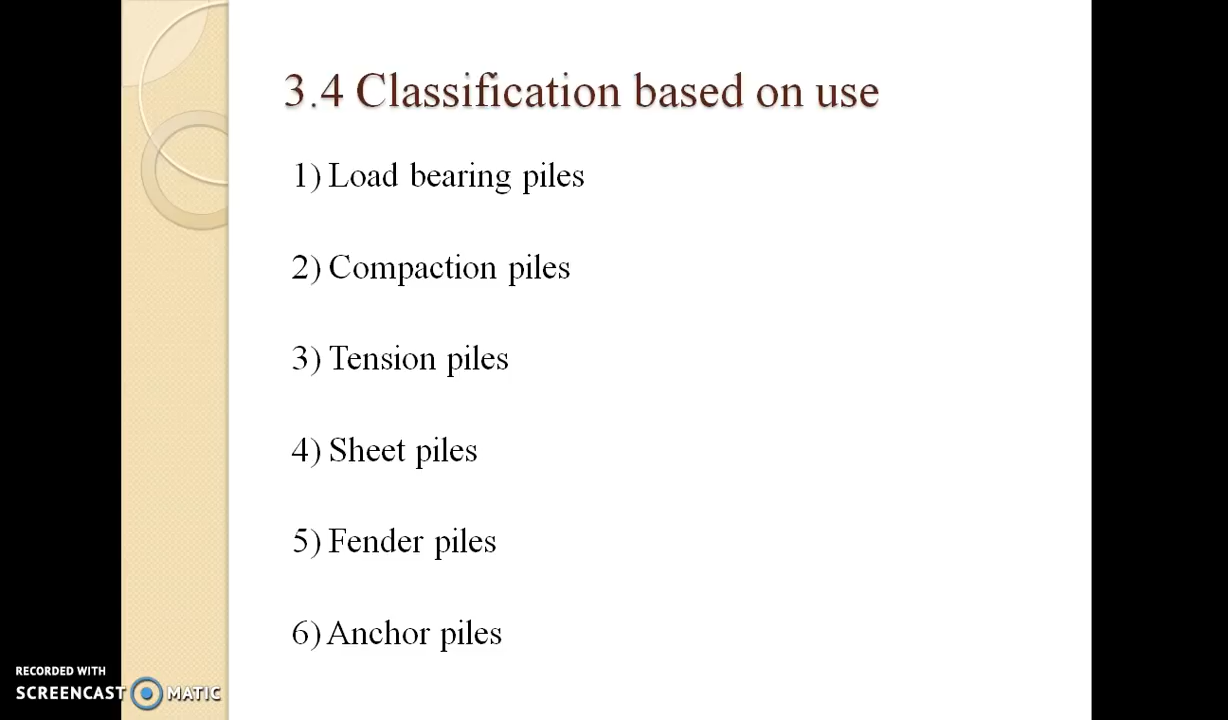 3.4 Classification based on use
1) Load bearing piles
2) Compaction piles
3) Tension piles
4) Sheet piles
5) Fender piles
6) Anchor piles
RECORDED WITH
SCREENCAST MATIC